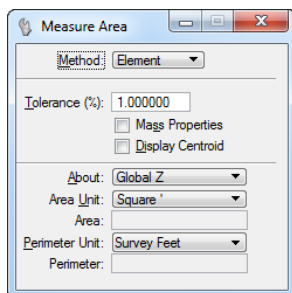 Measure Area
Method: Element
Tolerance (%): 1.000000
Mass Properties
Display Centroid
About: Global Z
Area Unit: Square '
Area:
Perimeter Unit: Survey Feet
Perimeter: